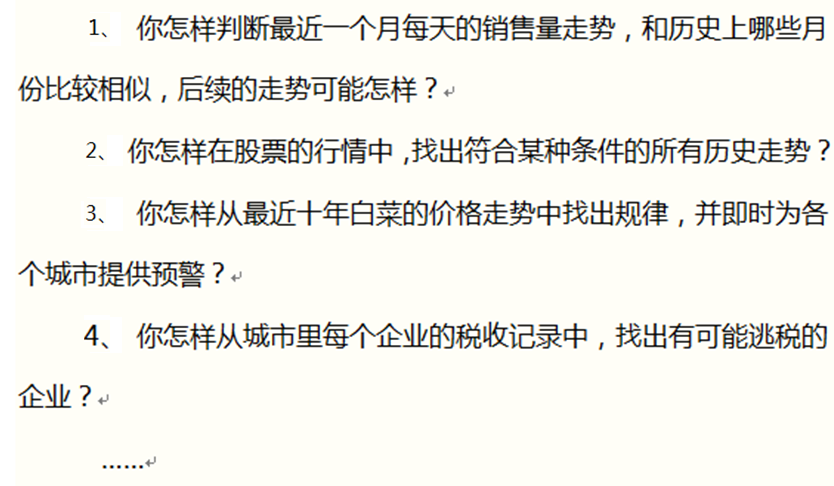 1、 你怎样判断最近一个月每天的销售量走势，和历史上哪些月
份比较相似，后续的走势可能怎样？↵
2、 你怎样在股票的行情中 ,找出符合某种条件的所有历史走势？
3、 你怎样从最近十年白菜的价格走势中找出规律，并即时为各
个城市提供预警？↵
4、 你怎样从城市里每个企业的税收记录中，找出有可能逃税的
企业？↵
……↵